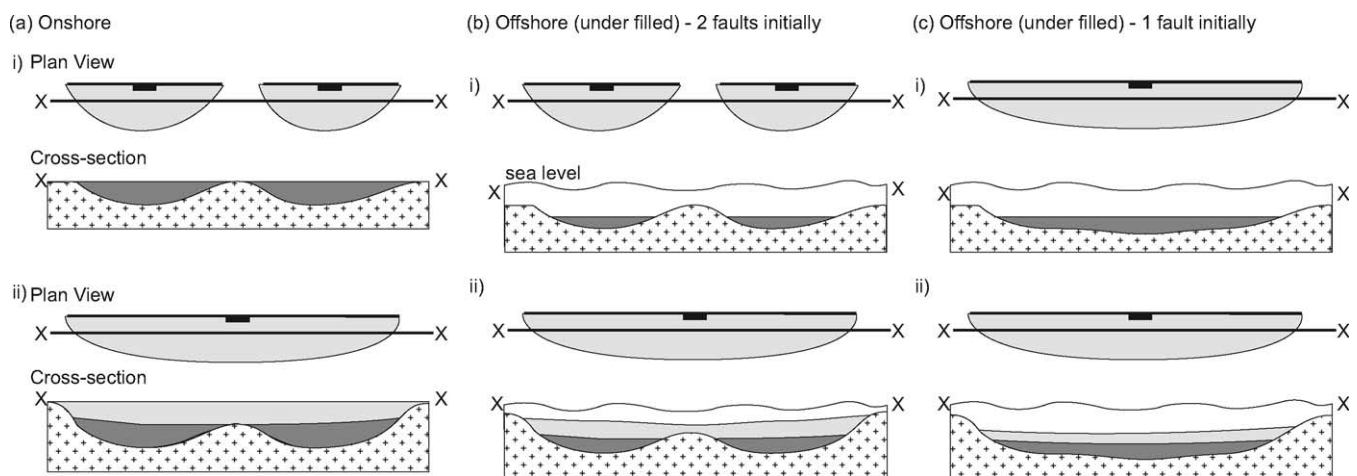 (a) Onshore
i) Plan View
X X
Cross-section
X X
ii) Plan View
X X
Cross-section
X X
(b) Offshore (under filled) - 2 faults initially
i)
X X
sea level
X X
ii)
X X
X X
(c) Offshore (under filled) - 1 fault initially
i)
X X
X X
ii)
X X
X X